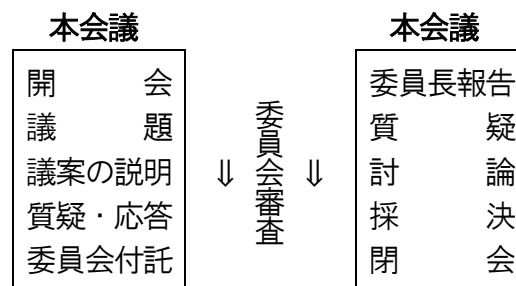 本会議
開　会
議　題
議案の説明
質疑・応答
委員会付託
⇓
委員会審査
⇓
本会議
委員長報告
質　疑
討　論
採　決
閉　会